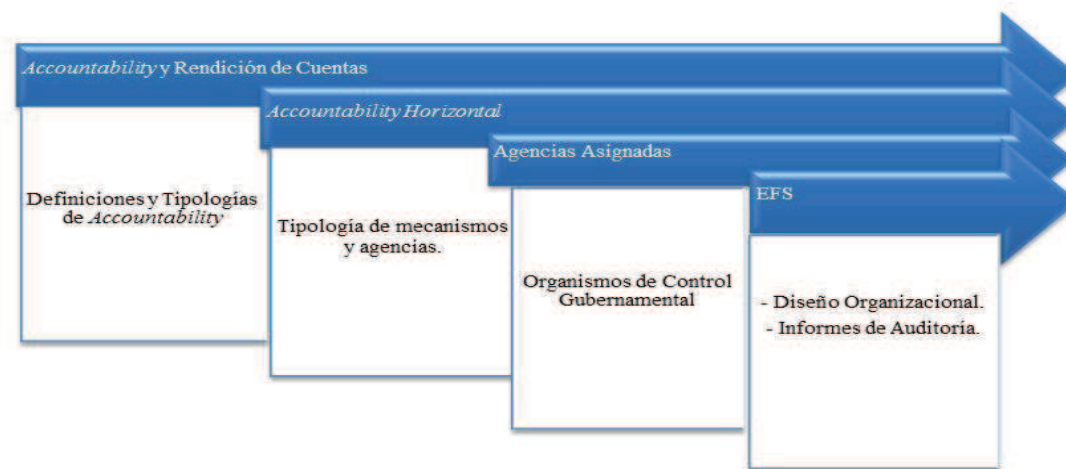 Accountability y Rendición de Cuentas
Definiciones y Tipologías
de Accountability
Accountability Horizontal
Tipología de mecanismos
y agencias.
Agencias Asignadas
Organismos de Control
Gubernamental
EFS
- Diseño Organizacional.
- Informes de Auditoría.